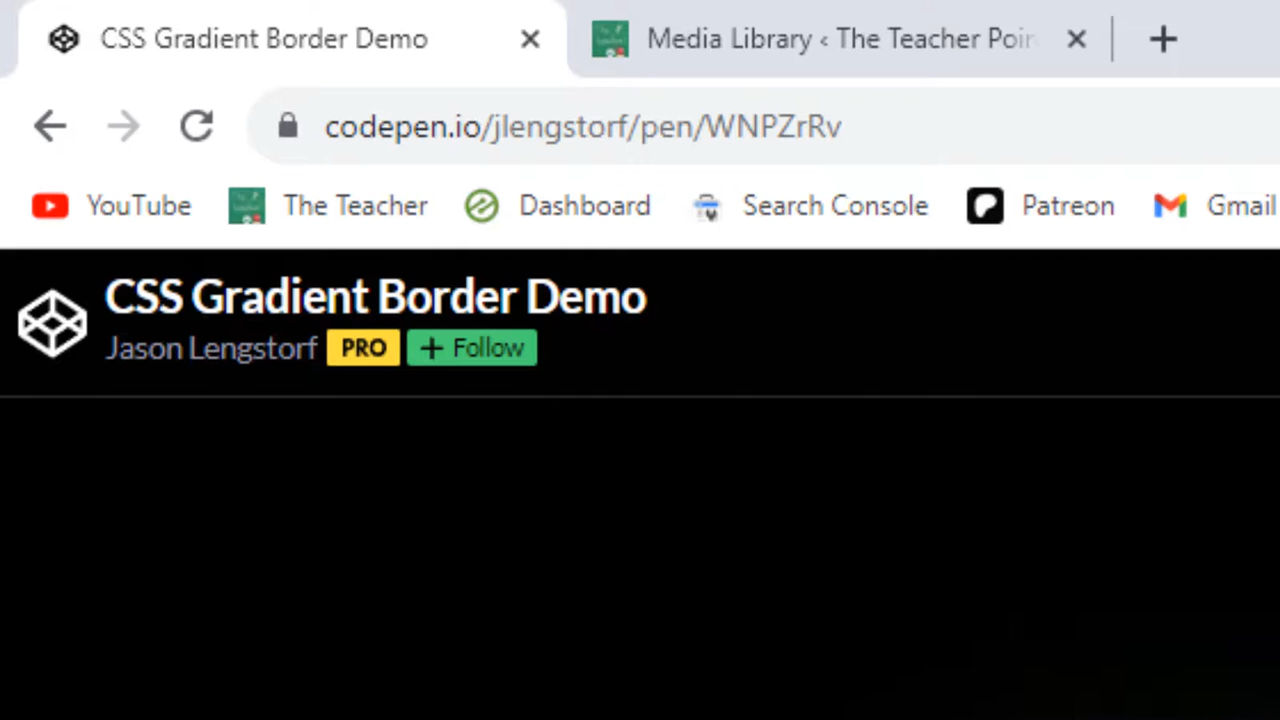 CSS Gradient Border Demo
Media Library ‹ The Teacher Poin
codepen.io/jlengstorf/pen/WNPZrRv
YouTube The Teacher Dashboard Search Console Patreon Gmail
CSS Gradient Border Demo
Jason Lengstorf PRO + Follow